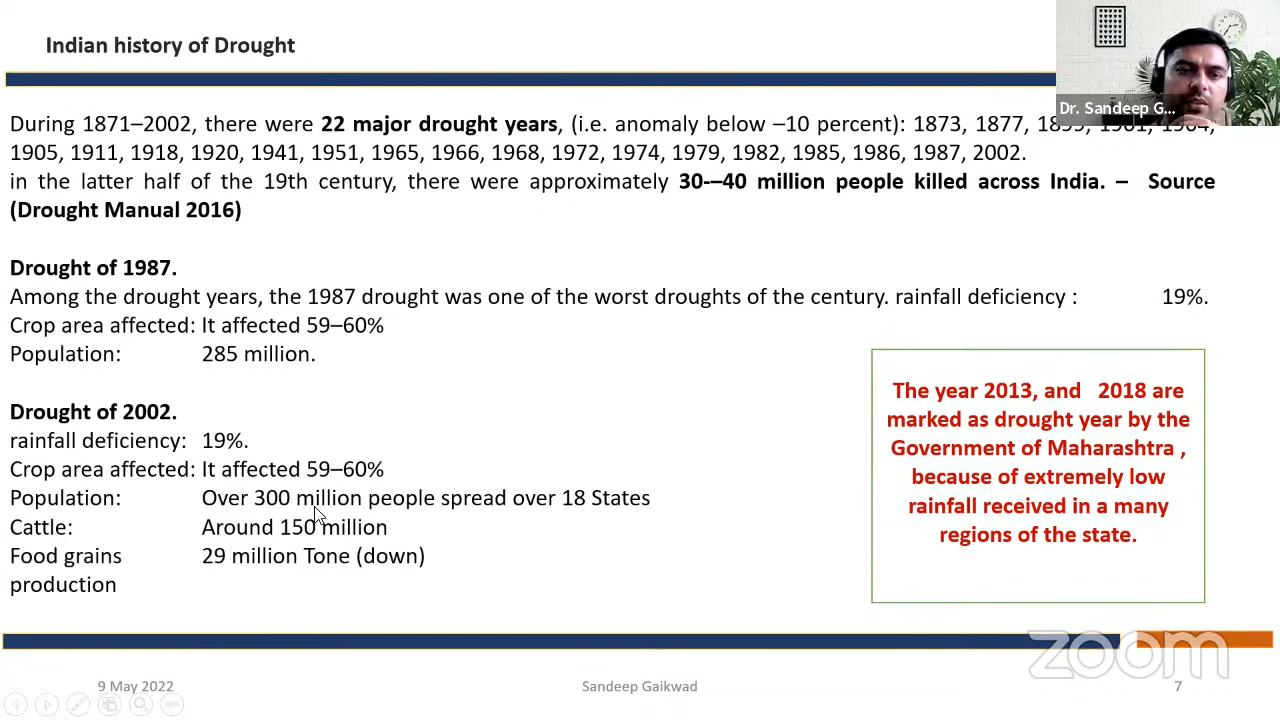 Indian history of Drought
Dr. Sandeep G...
During 1871–2002, there were 22 major drought years, (i.e. anomaly below –10 percent): 1873, 1877,
1905, 1911, 1918, 1920, 1941, 1951, 1965, 1966, 1968, 1972, 1974, 1979, 1982, 1985, 1986, 1987, 2002.
in the latter half of the 19th century, there were approximately 30-–40 million people killed across India. – Source
(Drought Manual 2016)
Drought of 1987.
Among the drought years, the 1987 drought was one of the worst droughts of the century. rainfall deficiency : 19%.
Crop area affected: It affected 59–60%
Population: 285 million.
Drought of 2002.
rainfall deficiency: 19%.
Crop area affected: It affected 59–60%
Population: Over 300 million people spread over 18 States
Cattle: Around 150 million
Food grains 29 million Tone (down)
production
The year 2013, and 2018 are
marked as drought year by the
Government of Maharashtra ,
because of extremely low
rainfall received in a many
regions of the state.
zoom
9 May 2022
Sandeep Gaikwad
7